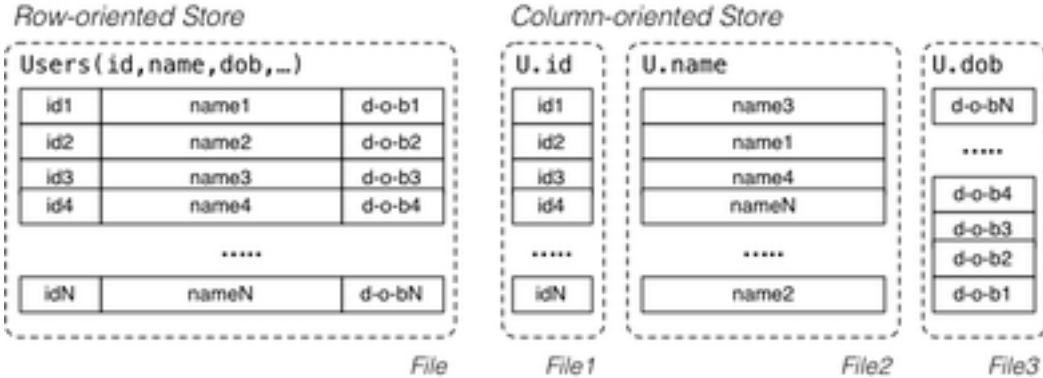 Row-oriented Store
Users(id,name,dob,…)
id1 name1 d-o-b1
id2 name2 d-o-b2
id3 name3 d-o-b3
id4 name4 d-o-b4
.....
idN nameN d-o-bN
File
Column-oriented Store
U.id
id1
id2
id3
id4
.....
idN
File1
U.name
name3
name1
name4
nameN
.....
name2
File2
U.dob
d-o-bN
.....
d-o-b4
d-o-b3
d-o-b2
d-o-b1
File3